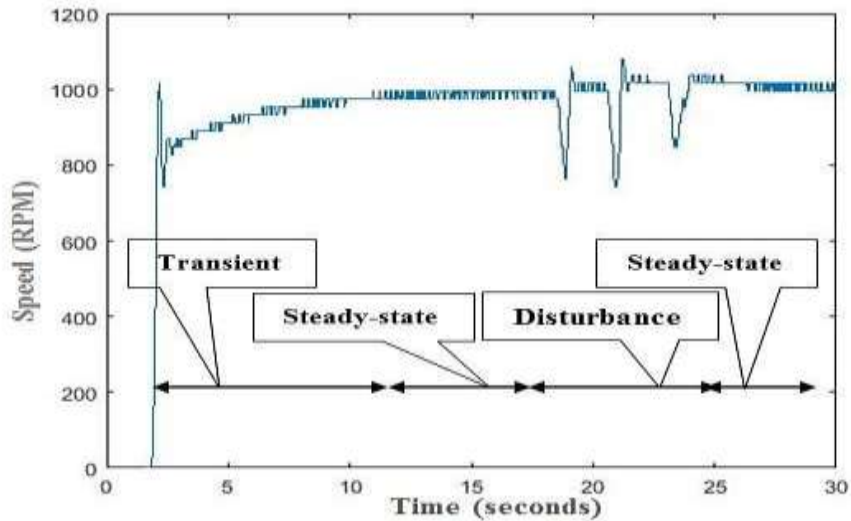 1200
1000
800
600
400
200
0
Speed (RPM)
Transient
Steady-state
Disturbance
Steady-state
0 5 10 15 20 25 30
Time (seconds)